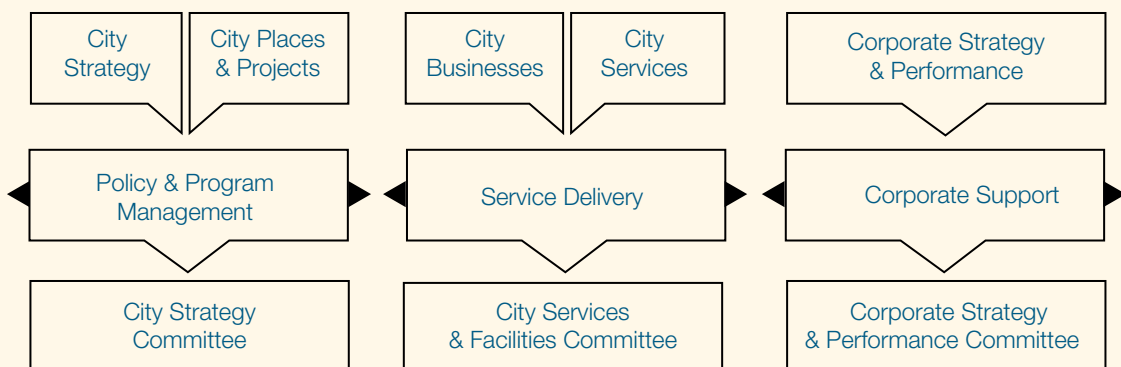 City
Strategy
City Places
& Projects
City
Businesses
City
Services
Corporate Strategy
& Performance
Policy & Program
Management
Service Delivery
Corporate Support
City Strategy
Committee
City Services
& Facilities Committee
Corporate Strategy
& Performance Committee